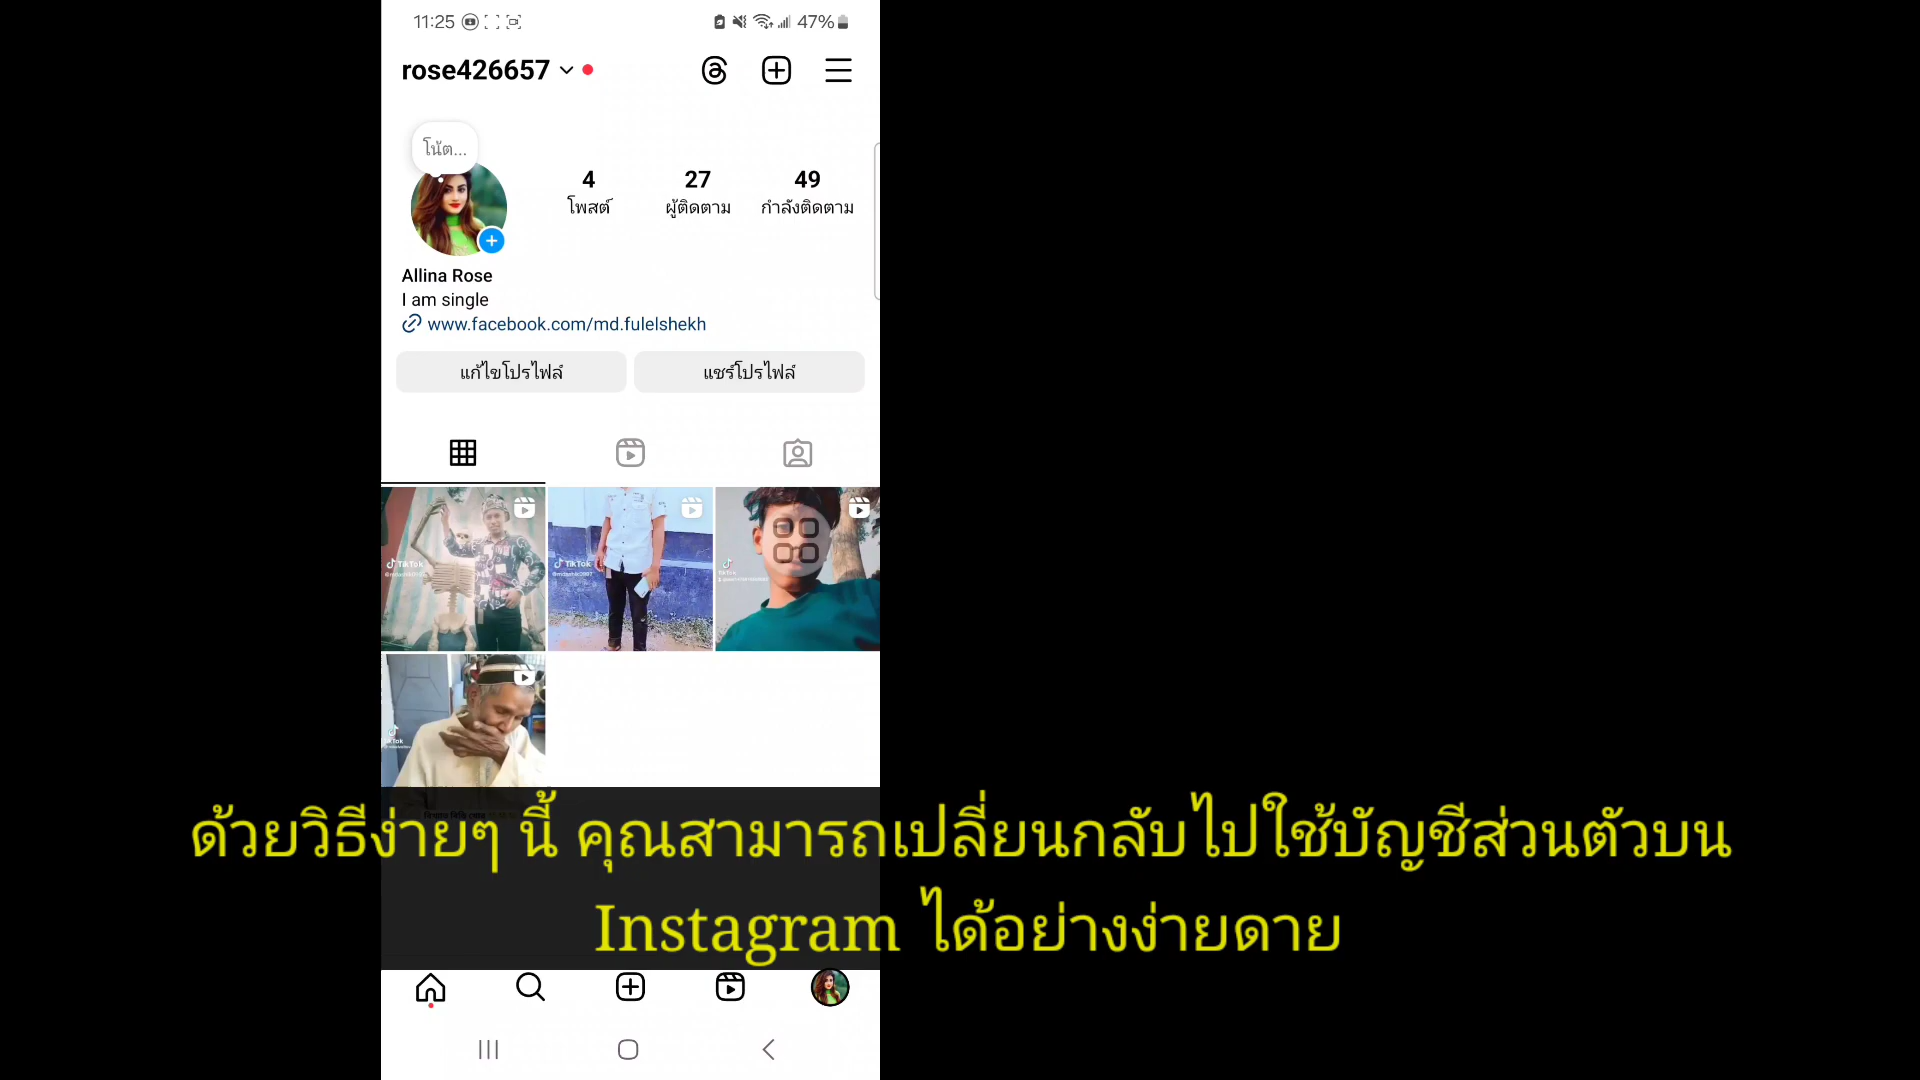 11:25 47%
rose426657
โน้ต...
4 27 49
โพสต์ ผู้ติดตาม กำลังติดตาม
Allina Rose
I am single
www.facebook.com/md.fulelshekh
แก้ไขโปรไฟล์ แชร์โปรไฟล์
TikTok TikTok TikTok
TikTok
ด้วยวิธีง่ายๆ นี้ คุณสามารถเปลี่ยนกลับไปใช้บัญชีส่วนตัวบน
Instagram ได้อย่างง่ายดาย